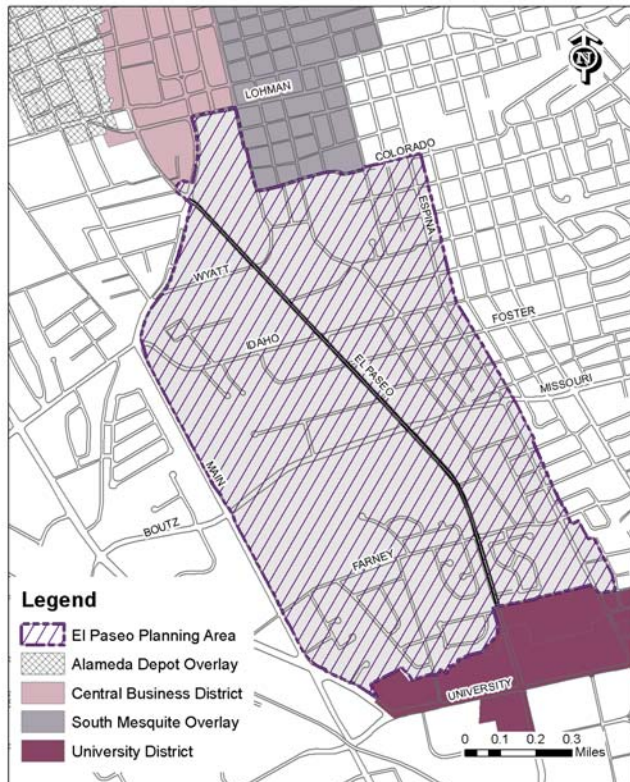 N
LOHMAN
COLORADO
ESPINA
WYATT
FOSTER
IDAHO
EL PASEO
MISSOURI
MAIN
BOUTZ
FARNEY
Legend
El Paseo Planning Area
Alameda Depot Overlay
Central Business District
South Mesquite Overlay
University District
UNIVERSITY
0 0.1 0.2 0.3
Miles